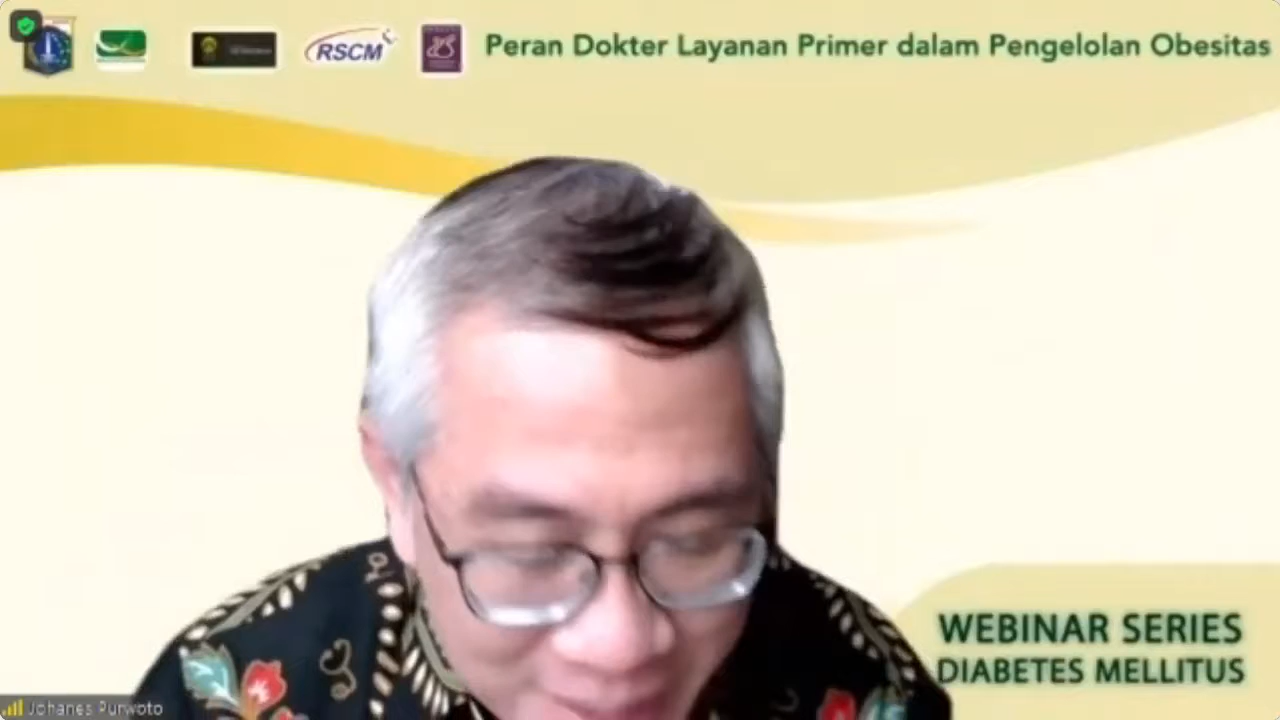 RSCM
Peran Dokter Layanan Primer dalam Pengelolan Obesitas
WEBINAR SERIES
DIABETES MELLITUS
Johanes Purwoto